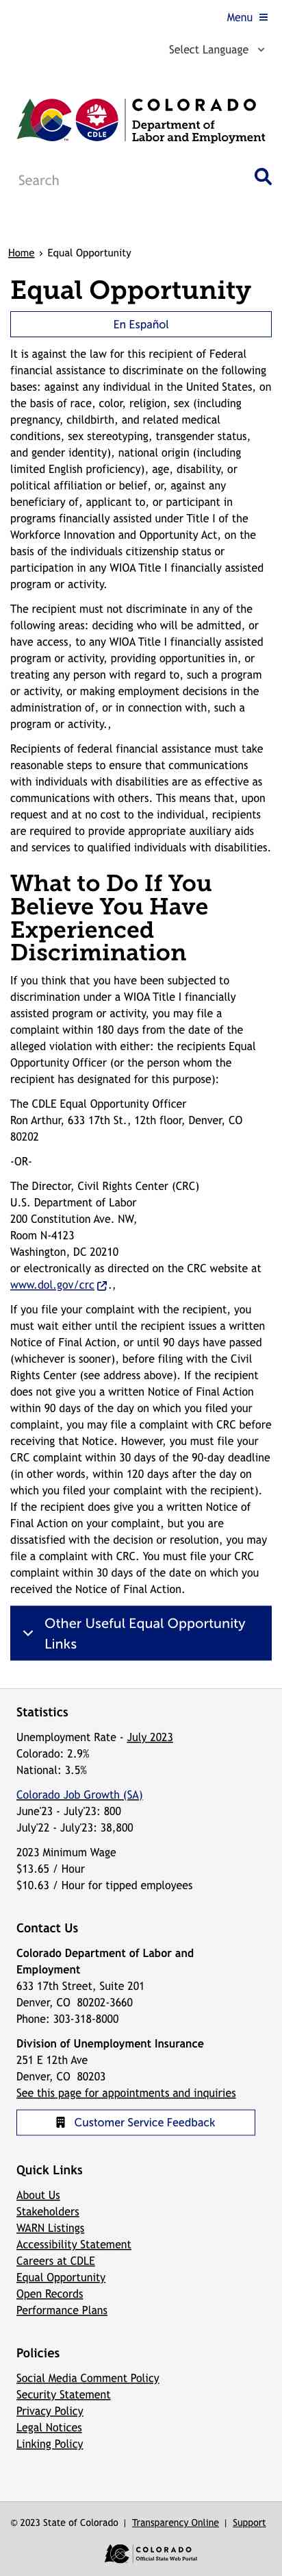 Menu
Select Language
COLORADO
Department of
Labor and Employment
CO
CDLE
TM
Search
Home › Equal Opportunity
Equal Opportunity
En Español
It is against the law for this recipient of Federal
financial assistance to discriminate on the following
bases: against any individual in the United States, on
the basis of race, color, religion, sex (including
pregnancy, childbirth, and related medical
conditions, sex stereotyping, transgender status,
and gender identity), national origin (including
limited English proficiency), age, disability, or
political affiliation or belief, or, against any
beneficiary of, applicant to, or participant in
programs financially assisted under Title I of the
Workforce Innovation and Opportunity Act, on the
basis of the individuals citizenship status or
participation in any WIOA Title I financially assisted
program or activity.
The recipient must not discriminate in any of the
following areas: deciding who will be admitted, or
have access, to any WIOA Title I financially assisted
program or activity, providing opportunities in, or
treating any person with regard to, such a program
or activity, or making employment decisions in the
administration of, or in connection with, such a
program or activity.,
Recipients of federal financial assistance must take
reasonable steps to ensure that communications
with individuals with disabilities are as effective as
communications with others. This means that, upon
request and at no cost to the individual, recipients
are required to provide appropriate auxiliary aids
and services to qualified individuals with disabilities.
What to Do If You
Believe You Have
Experienced
Discrimination
If you think that you have been subjected to
discrimination under a WIOA Title I financially
assisted program or activity, you may file a
complaint within 180 days from the date of the
alleged violation with either: the recipients Equal
Opportunity Officer (or the person whom the
recipient has designated for this purpose):
The CDLE Equal Opportunity Officer
Ron Arthur, 633 17th St., 12th floor, Denver, CO
80202
-OR-
The Director, Civil Rights Center (CRC)
U.S. Department of Labor
200 Constitution Ave. NW,
Room N-4123
Washington, DC 20210
or electronically as directed on the CRC website at
www.dol.gov/crc .,
If you file your complaint with the recipient, you
must wait either until the recipient issues a written
Notice of Final Action, or until 90 days have passed
(whichever is sooner), before filing with the Civil
Rights Center (see address above). If the recipient
does not give you a written Notice of Final Action
within 90 days of the day on which you filed your
complaint, you may file a complaint with CRC before
receiving that Notice. However, you must file your
CRC complaint within 30 days of the 90-day deadline
(in other words, within 120 days after the day on
which you filed your complaint with the recipient).
If the recipient does give you a written Notice of
Final Action on your complaint, but you are
dissatisfied with the decision or resolution, you may
file a complaint with CRC. You must file your CRC
complaint within 30 days of the date on which you
received the Notice of Final Action.
Other Useful Equal Opportunity
Links
Statistics
Unemployment Rate - July 2023
Colorado: 2.9%
National: 3.5%
Colorado Job Growth (SA)
June'23 - July'23: 800
July'22 - July'23: 38,800
2023 Minimum Wage
$13.65 / Hour
$10.63 / Hour for tipped employees
Contact Us
Colorado Department of Labor and
Employment
633 17th Street, Suite 201
Denver, CO 80202-3660
Phone: 303-318-8000
Division of Unemployment Insurance
251 E 12th Ave
Denver, CO 80203
See this page for appointments and inquiries
Customer Service Feedback
Quick Links
About Us
Stakeholders
WARN Listings
Accessibility Statement
Careers at CDLE
Equal Opportunity
Open Records
Performance Plans
Policies
Social Media Comment Policy
Security Statement
Privacy Policy
Legal Notices
Linking Policy
© 2023 State of Colorado | Transparency Online | Support
COLORADO
Official State Web Portal